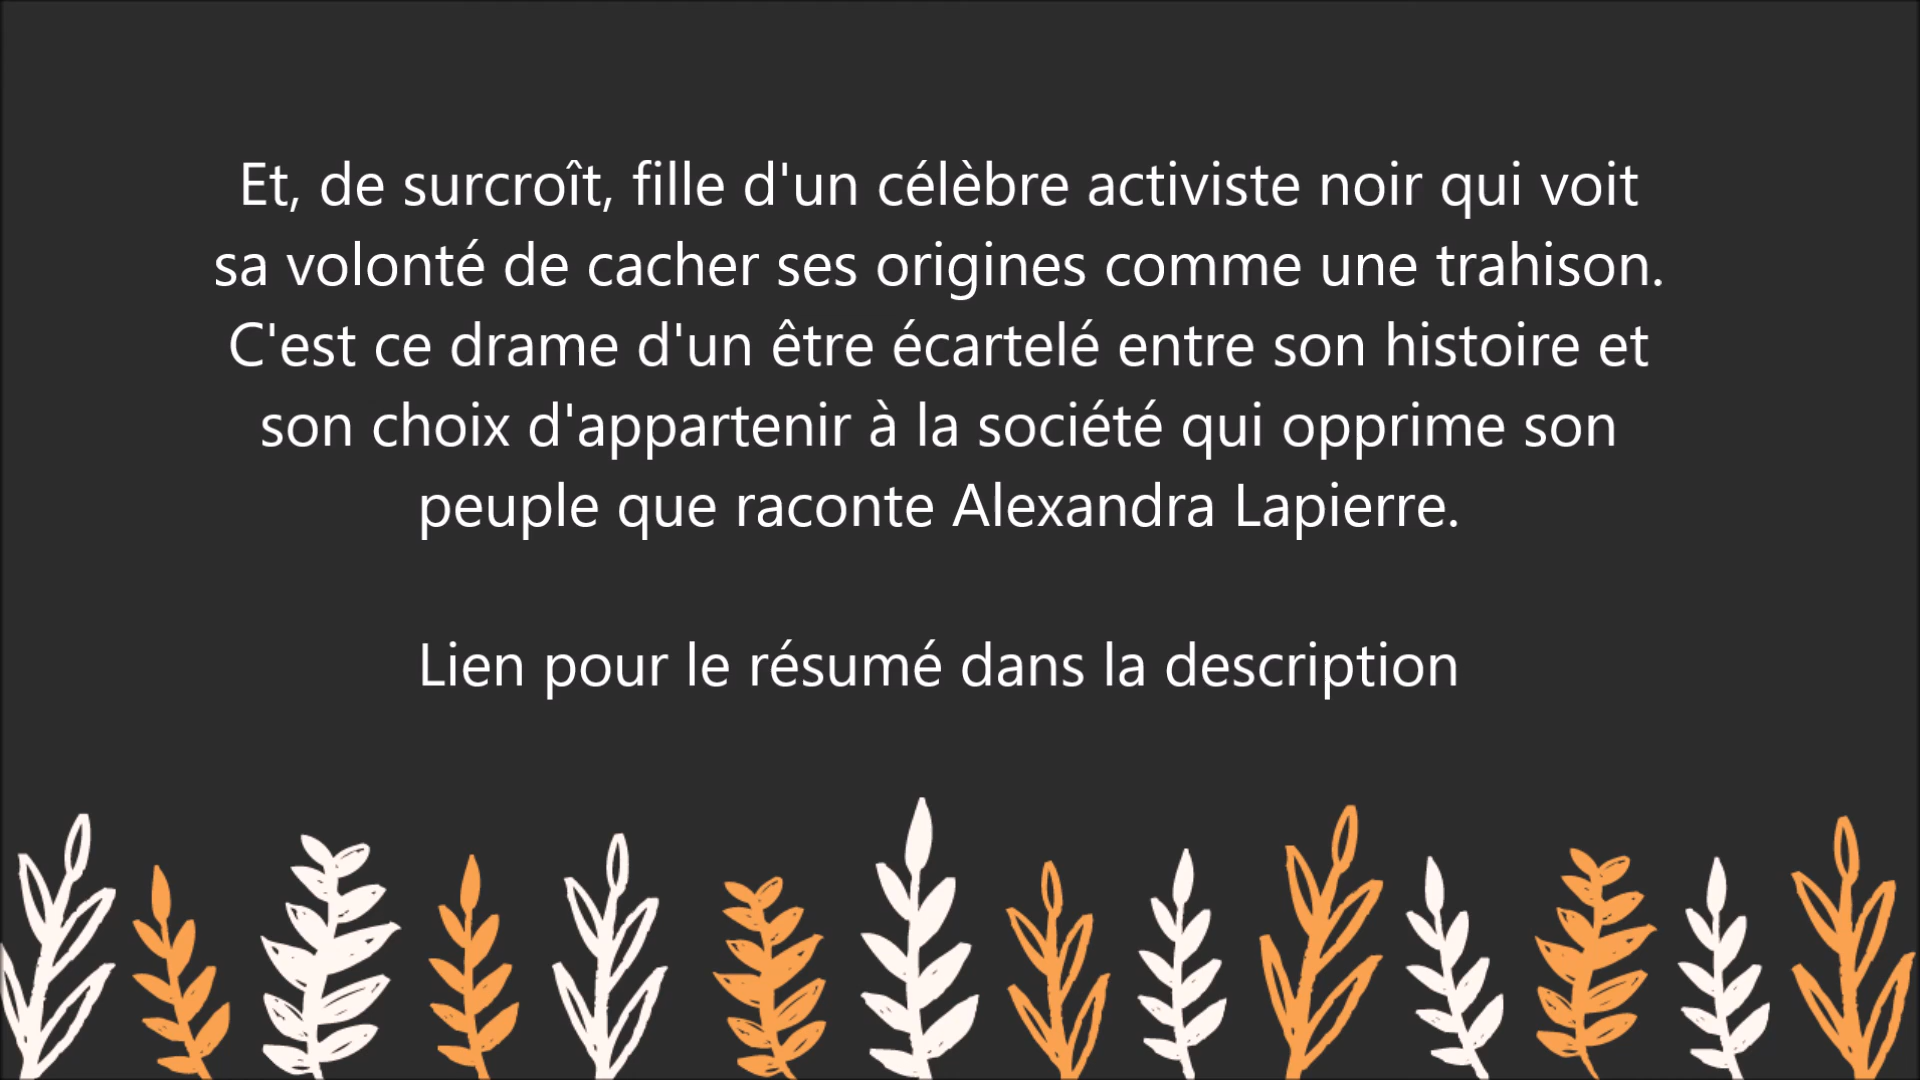 Et, de surcroît, fille d'un célèbre activiste noir qui voit
sa volonté de cacher ses origines comme une trahison.
C'est ce drame d'un être écartelé entre son histoire et
son choix d'appartenir à la société qui opprime son
peuple que raconte Alexandra Lapierre.
Lien pour le résumé dans la description